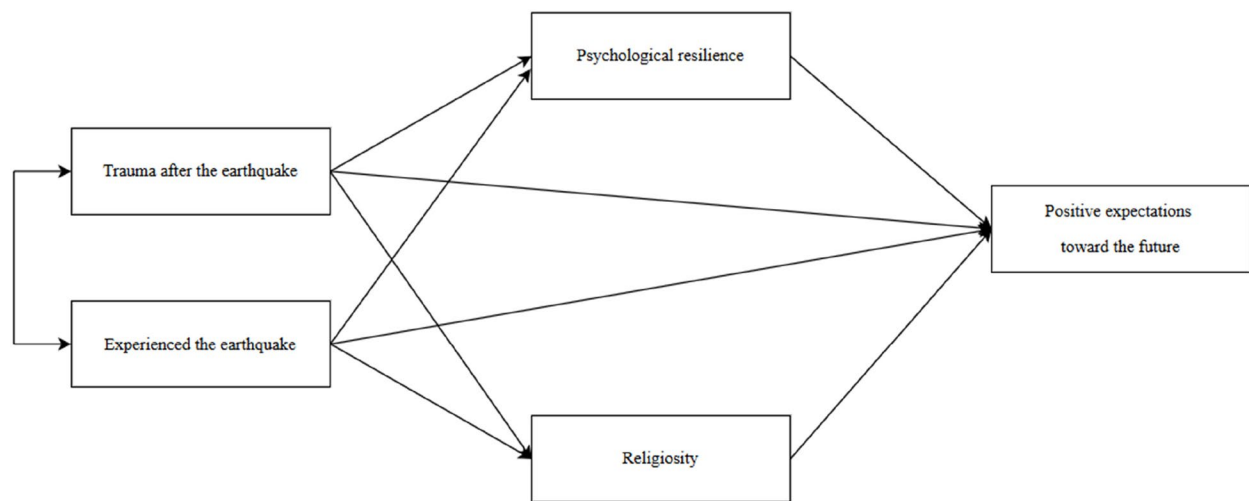 Psychological resilience
Trauma after the earthquake
Positive expectations
toward the future
Experienced the earthquake
Religiosity